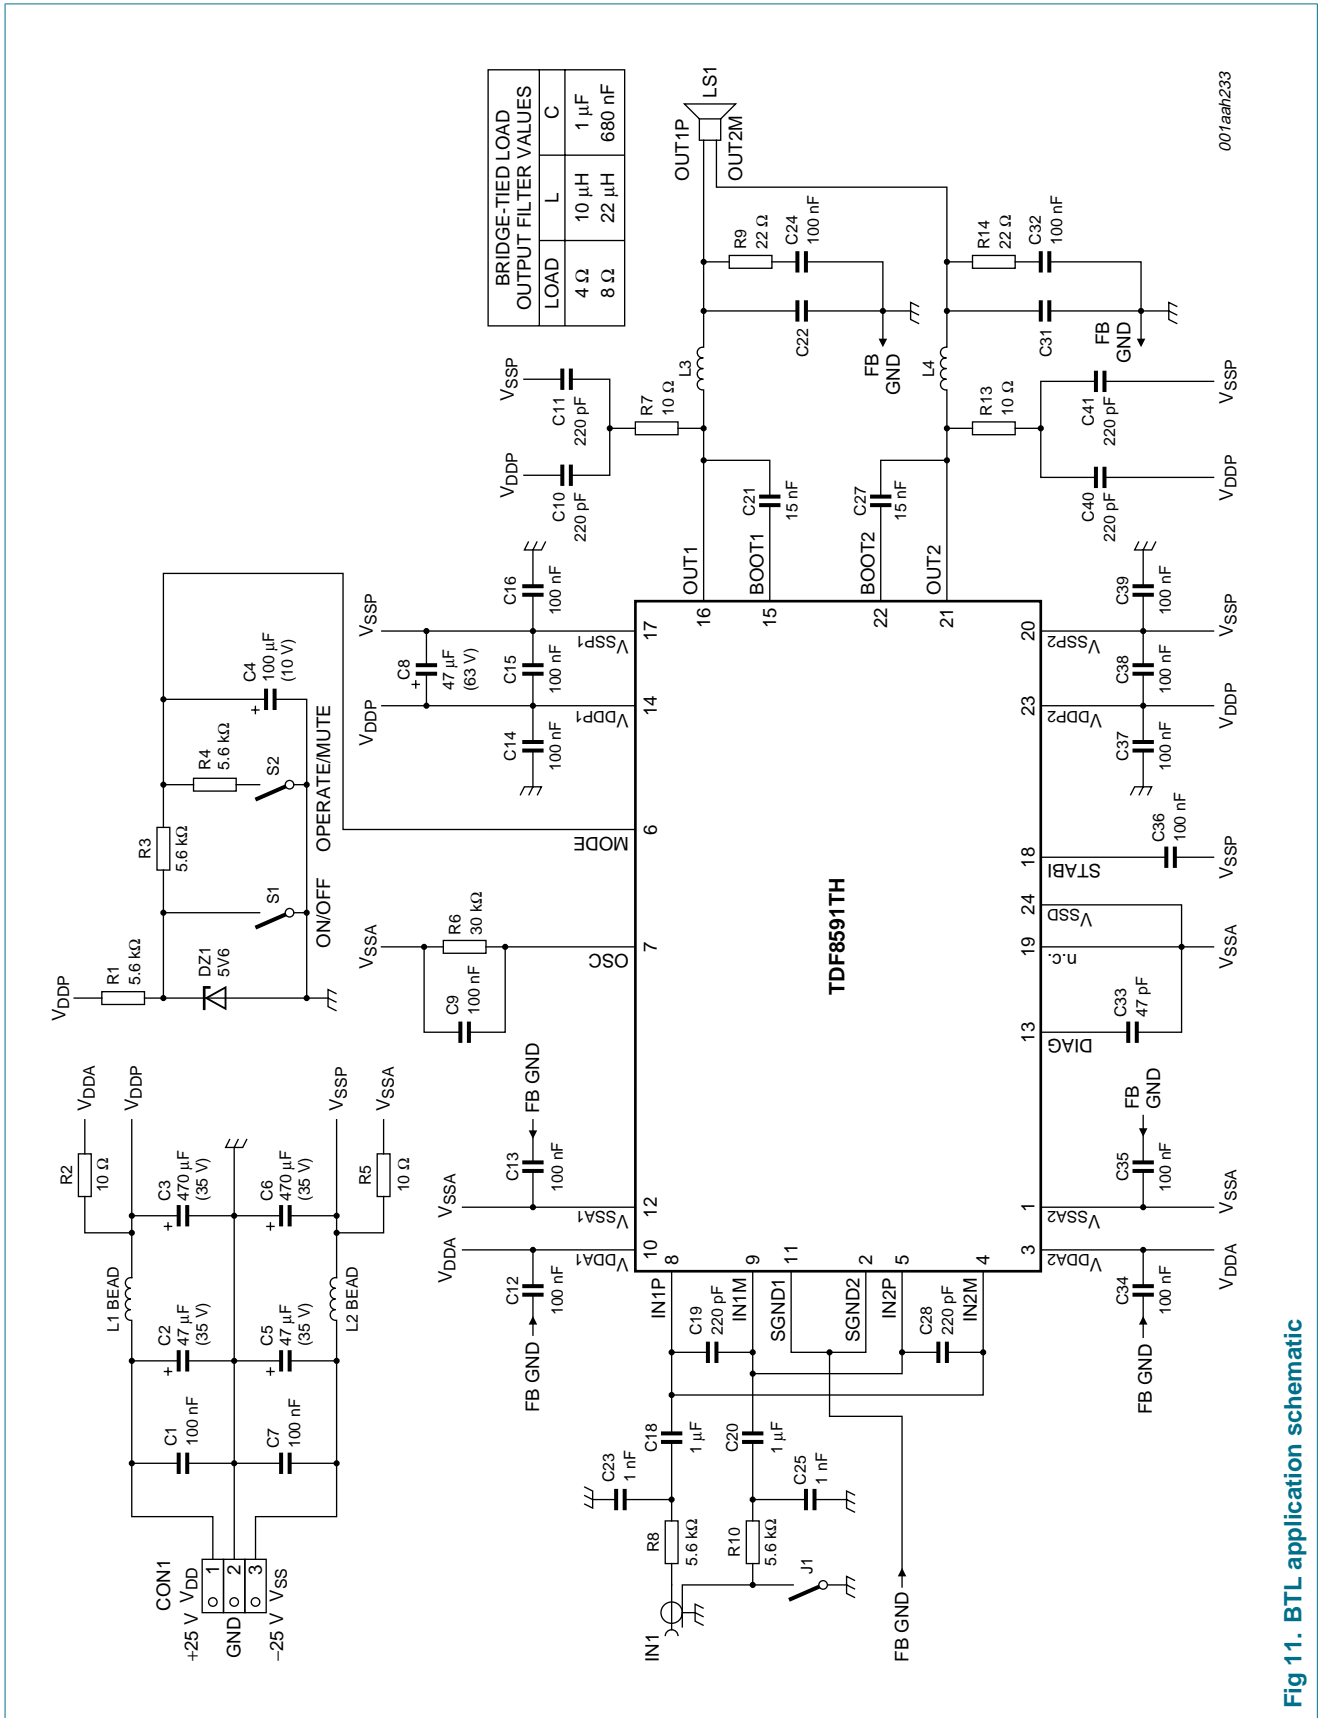 CON1
+25 V VDD 1
GND 2
−25 V VSS 3
C1
100 nF
C7
100 nF
C2
47 µF
(35 V)
C5
47 µF
(35 V)
L1 BEAD
L2 BEAD
C3
470 µF
(35 V)
C6
470 µF
(35 V)
R2
10 Ω
R5
10 Ω
VDDA
VDDP
VSSP
VSSA
VDDP
R1
5.6 kΩ
DZ1
5V6
S1
ON/OFF
R3
5.6 kΩ
R4
5.6 kΩ
S2
OPERATE/MUTE
C4
100 µF
(10 V)
BRIDGE-TIED LOAD
OUTPUT FILTER VALUES
LOAD L C
4 Ω 10 µH 1 µF
8 Ω 22 µH 680 nF
VDDA
FB GND
C12
100 nF
VSSA
C13
100 nF
FB GND
VSSA
C9
100 nF
R6
30 kΩ
VDDP
VSSP
C8
47 µF
(63 V)
C14
100 nF
C15
100 nF
C16
100 nF
VDDP
VSSP
C10
220 pF
C11
220 pF
R7
10 Ω
10
VDDA1
12
VSSA1
7
OSC
6
MODE
14
VDDP1
17
VSSP1
TDF8591TH
IN1P
8
IN1M
9
SGND1
11
SGND2
2
IN2P
5
IN2M
4
OUT1
16
BOOT1
15
BOOT2
22
OUT2
21
3
VDDA2
1
VSSA2
13
DIAG
19
n.c.
24
VSSD
18
STABI
23
VDDP2
20
VSSP2
IN1
R8
5.6 kΩ
R10
5.6 kΩ
J1
C23
1 nF
C25
1 nF
C18
1 µF
C20
1 µF
C19
220 pF
C28
220 pF
FB GND
C21
15 nF
C27
15 nF
L3
L4
C22
FB
GND
R9
22 Ω
C24
100 nF
OUT1P
OUT2M
LS1
R13
10 Ω
C31
FB
GND
R14
22 Ω
C32
100 nF
C40
220 pF
C41
220 pF
VDDP
VSSP
FB GND
C34
100 nF
VDDA
C35
100 nF
FB
GND
VSSA
C33
47 pF
VSSA
C36
100 nF
VSSP
C37
100 nF
C38
100 nF
C39
100 nF
VDDP
VSSP
001aah233
Fig 11. BTL application schematic